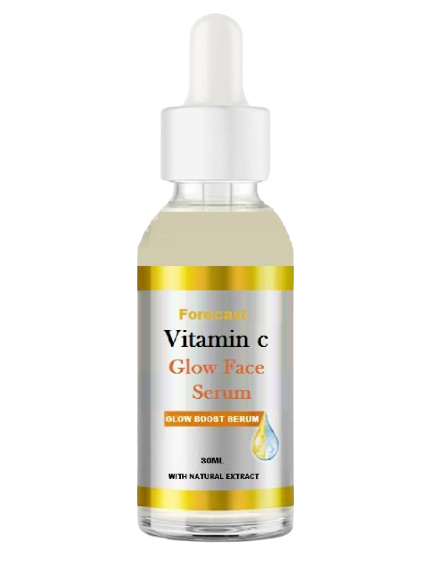 Forecast
Vitamin c
Glow Face
Serum
GLOW BOOST SERUM
30ML
WITH NATURAL EXTRACT